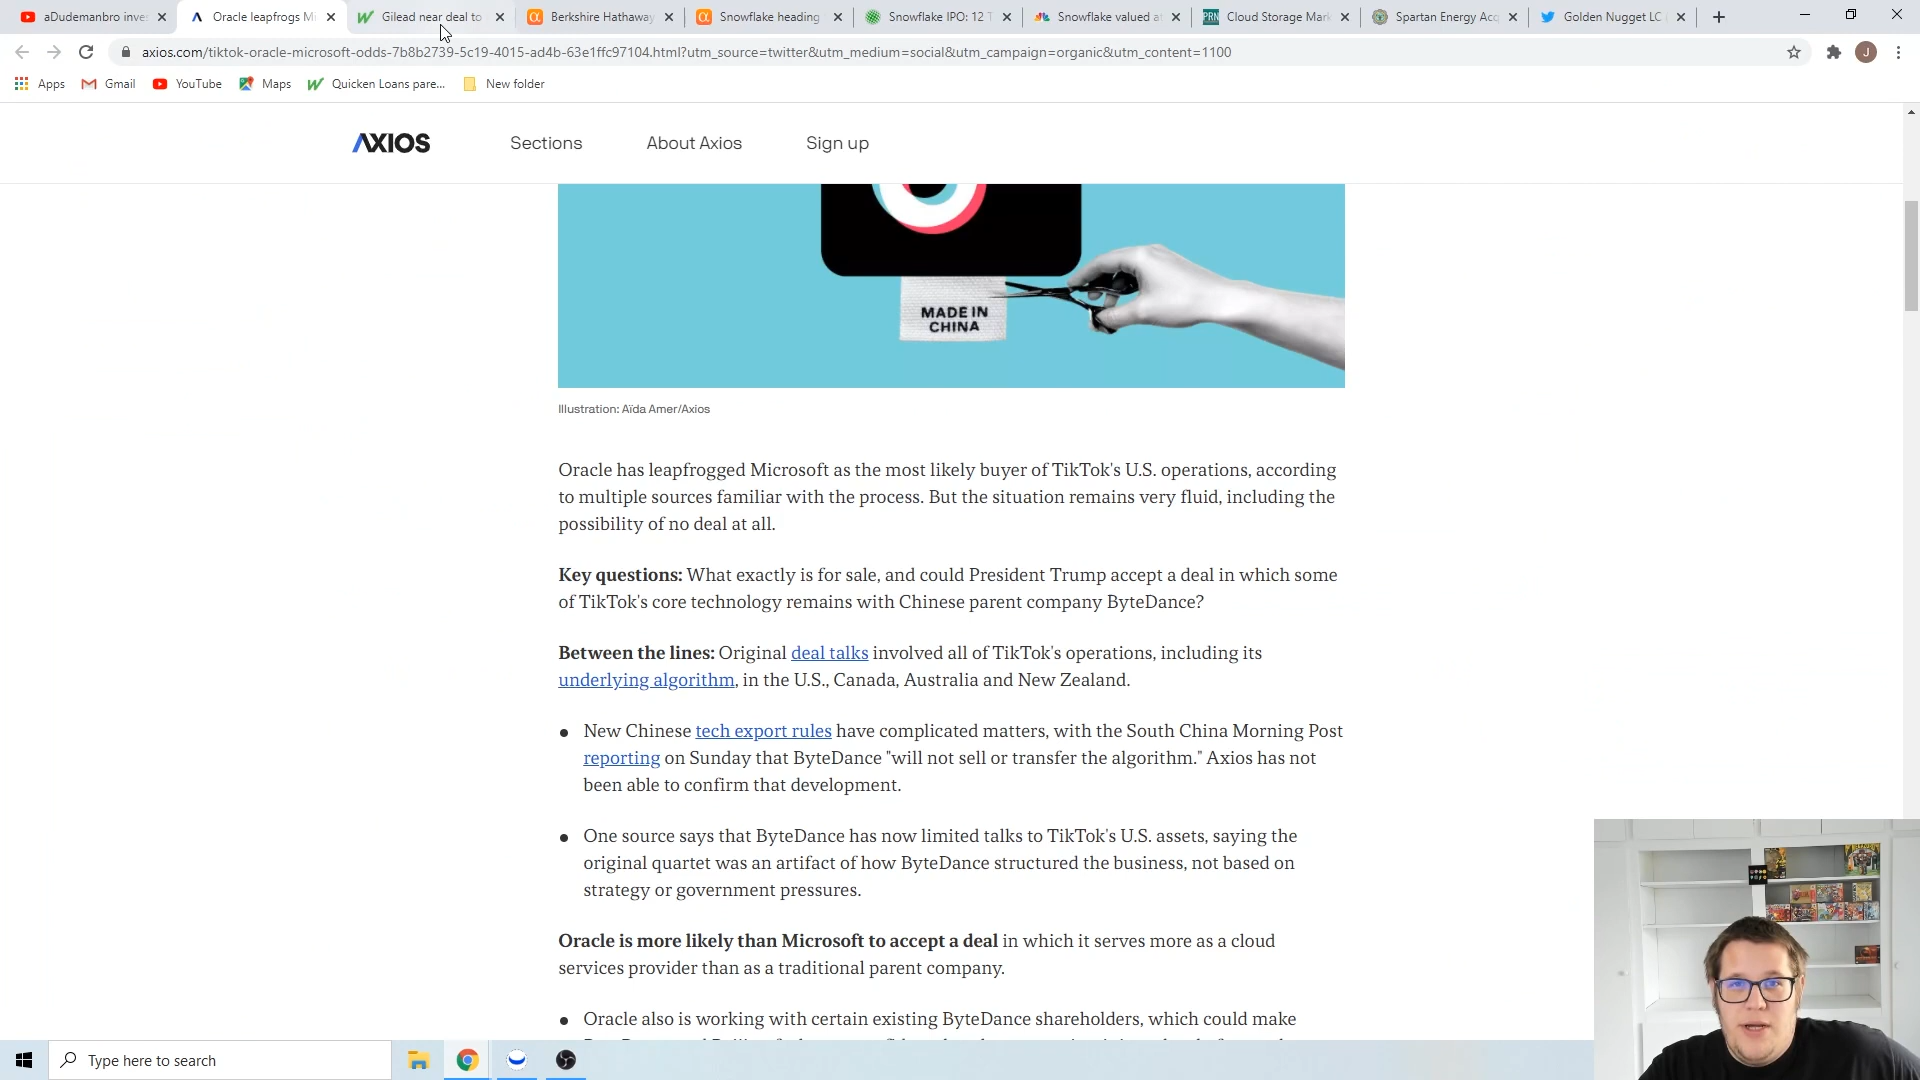 aDudemanbro inve
Oracle leapfrogs Mi
Gilead near deal to
Berkshire Hathaway
Snowflake heading
Snowflake IPO: 12 T
Snowflake valued a
PRN
Cloud Storage Mark
Spartan Energy Acq
Golden Nugget LC
axios.com/tiktok-oracle-microsoft-odds-7b8b2739-5c19-4015-ad4b-63e1ffc97104.html?utm_source=twitter&utm_medium=social&utm_campaign=organic&utm_content=1100
J
Apps
Gmail
YouTube
Maps
Quicken Loans pare...
New folder
AXIOS
Sections
About Axios
Sign up
MADE IN
CHINA
Illustration: Aïda Amer/Axios
Oracle has leapfrogged Microsoft as the most likely buyer of TikTok's U.S. operations, according
to multiple sources familiar with the process. But the situation remains very fluid, including the
possibility of no deal at all.
Key questions: What exactly is for sale, and could President Trump accept a deal in which some
of TikTok's core technology remains with Chinese parent company ByteDance?
Between the lines: Original deal talks involved all of TikTok's operations, including its
underlying algorithm, in the U.S., Canada, Australia and New Zealand.
New Chinese tech export rules have complicated matters, with the South China Morning Post
reporting on Sunday that ByteDance "will not sell or transfer the algorithm." Axios has not
been able to confirm that development.
One source says that ByteDance has now limited talks to TikTok's U.S. assets, saying the
original quartet was an artifact of how ByteDance structured the business, not based on
strategy or government pressures.
Oracle is more likely than Microsoft to accept a deal in which it serves more as a cloud
services provider than as a traditional parent company.
Oracle also is working with certain existing ByteDance shareholders, which could make
Type here to search